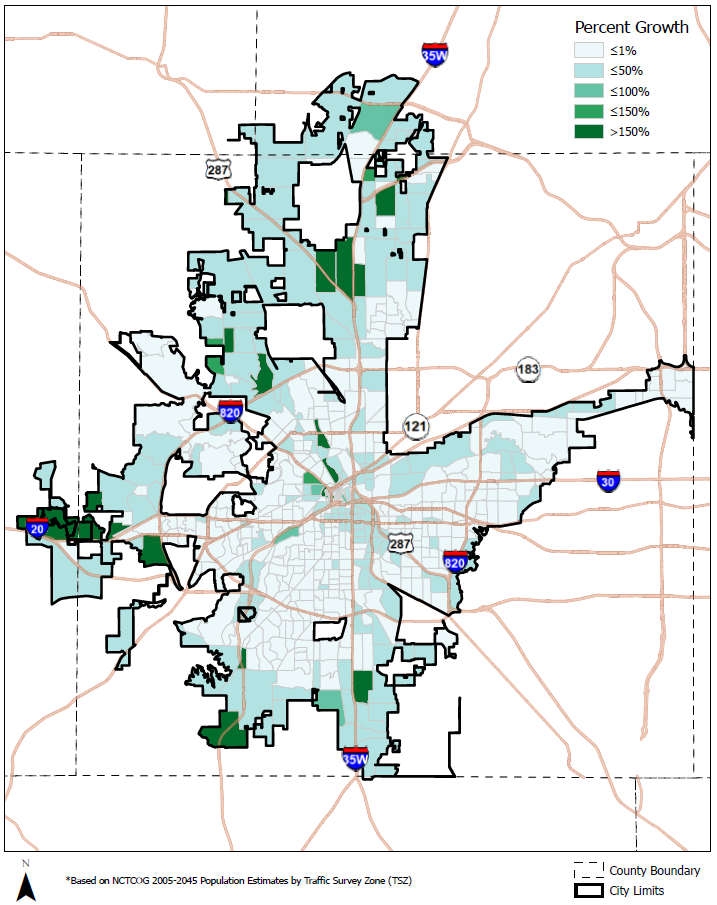 Percent Growth
≤1%
≤50%
≤100%
≤150%
>150%
35W
287
183
820
121
30
20
287
820
35W
N
*Based on NCTCOG 2005-2045 Population Estimates by Traffic Survey Zone (TSZ)
County Boundary
City Limits